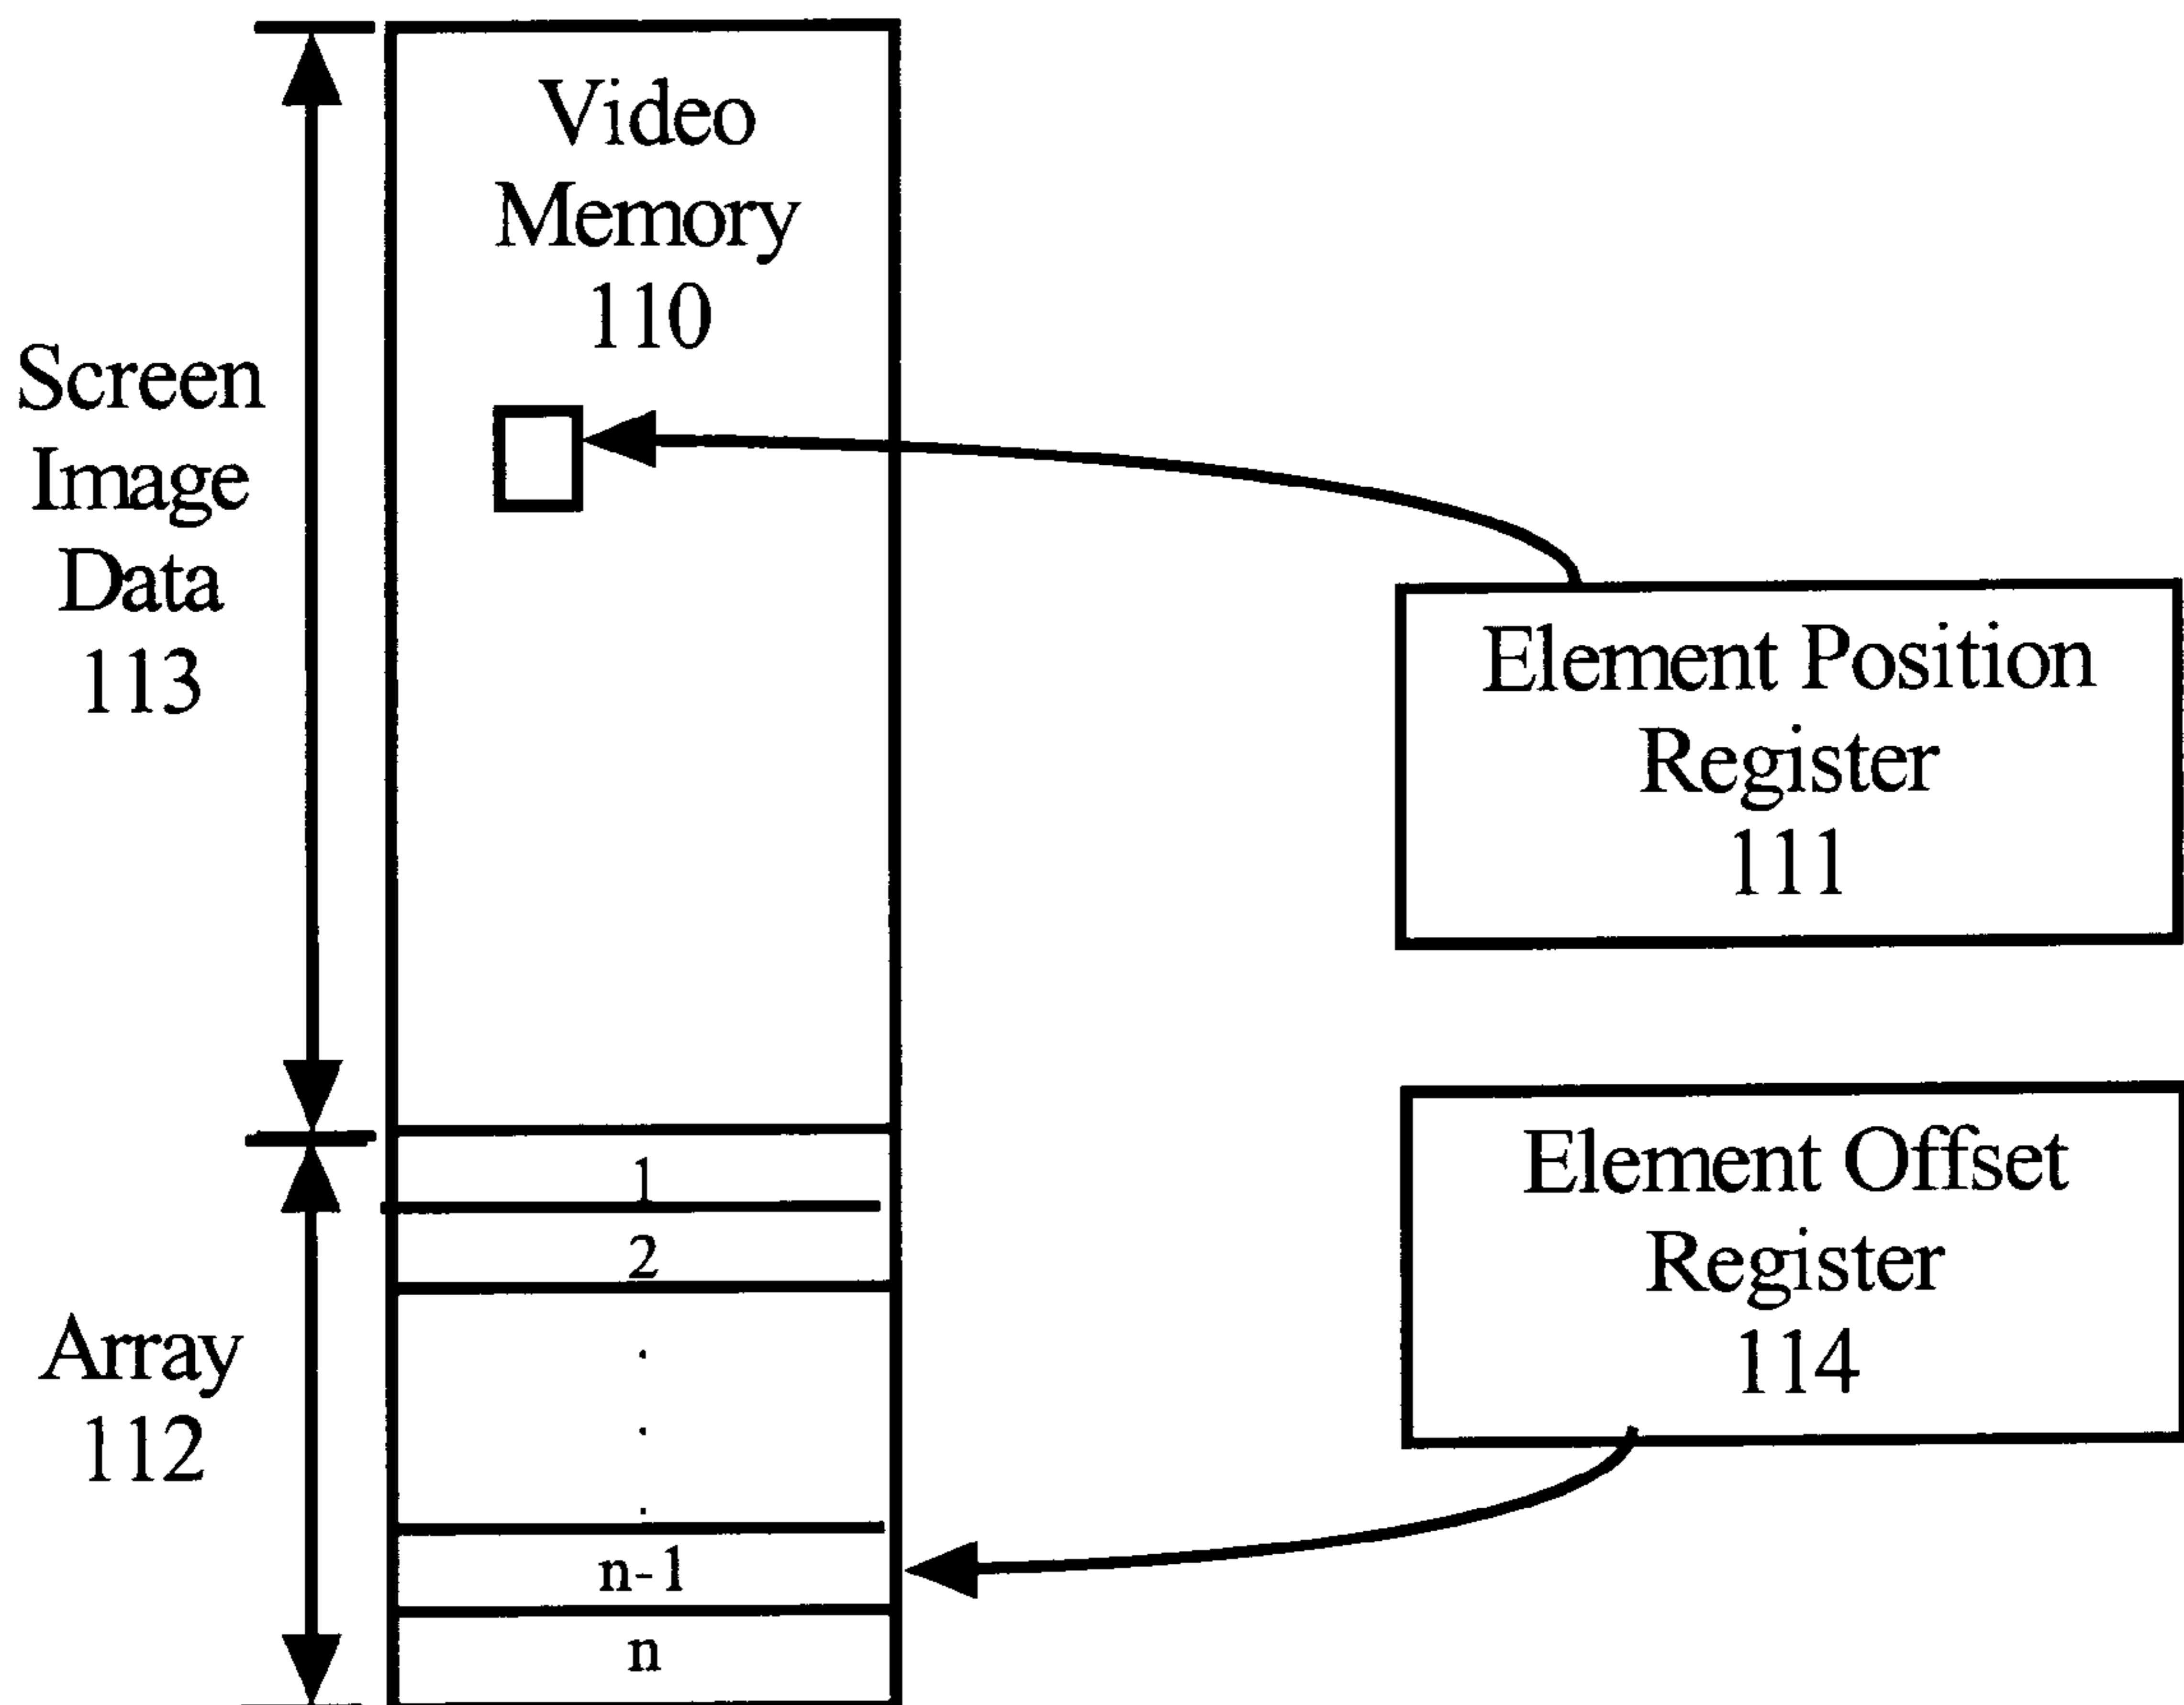 Video
Memory
110
Screen
Image
Data
113
Element Position
Register
111
Element Offset
Register
114
1
2
n-1
n
Array
112